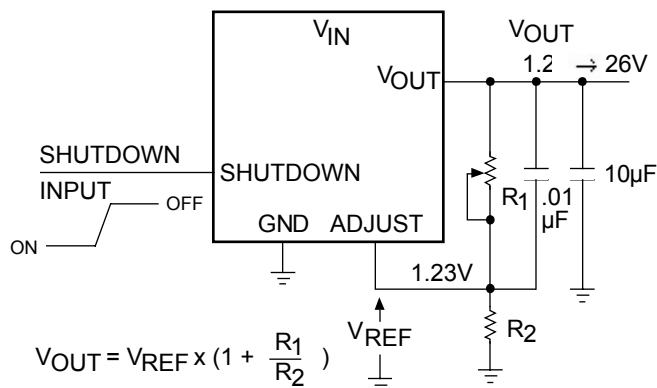 VIN
VOUT
1.2 → 26V
VOUT
SHUTDOWN
INPUT
SHUTDOWN
OFF
ON
GND ADJUST
R1
.01
µF
10µF
1.23V
VREF
R2
VOUT = VREF x (1 + R1/R2 )